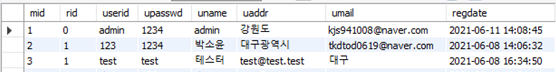 mid rid userid upasswd uname uaddr umail regdate
1 0 admin 1234 admin 강원도 kjs941008@naver.com 2021-06-11 14:08:45
2 1 123 1234 박소윤 대구광역시 tkdtod0619@naver.com 2021-06-08 14:06:32
3 1 test test 테스터 test@test.test 대구 2021-06-08 16:34:50